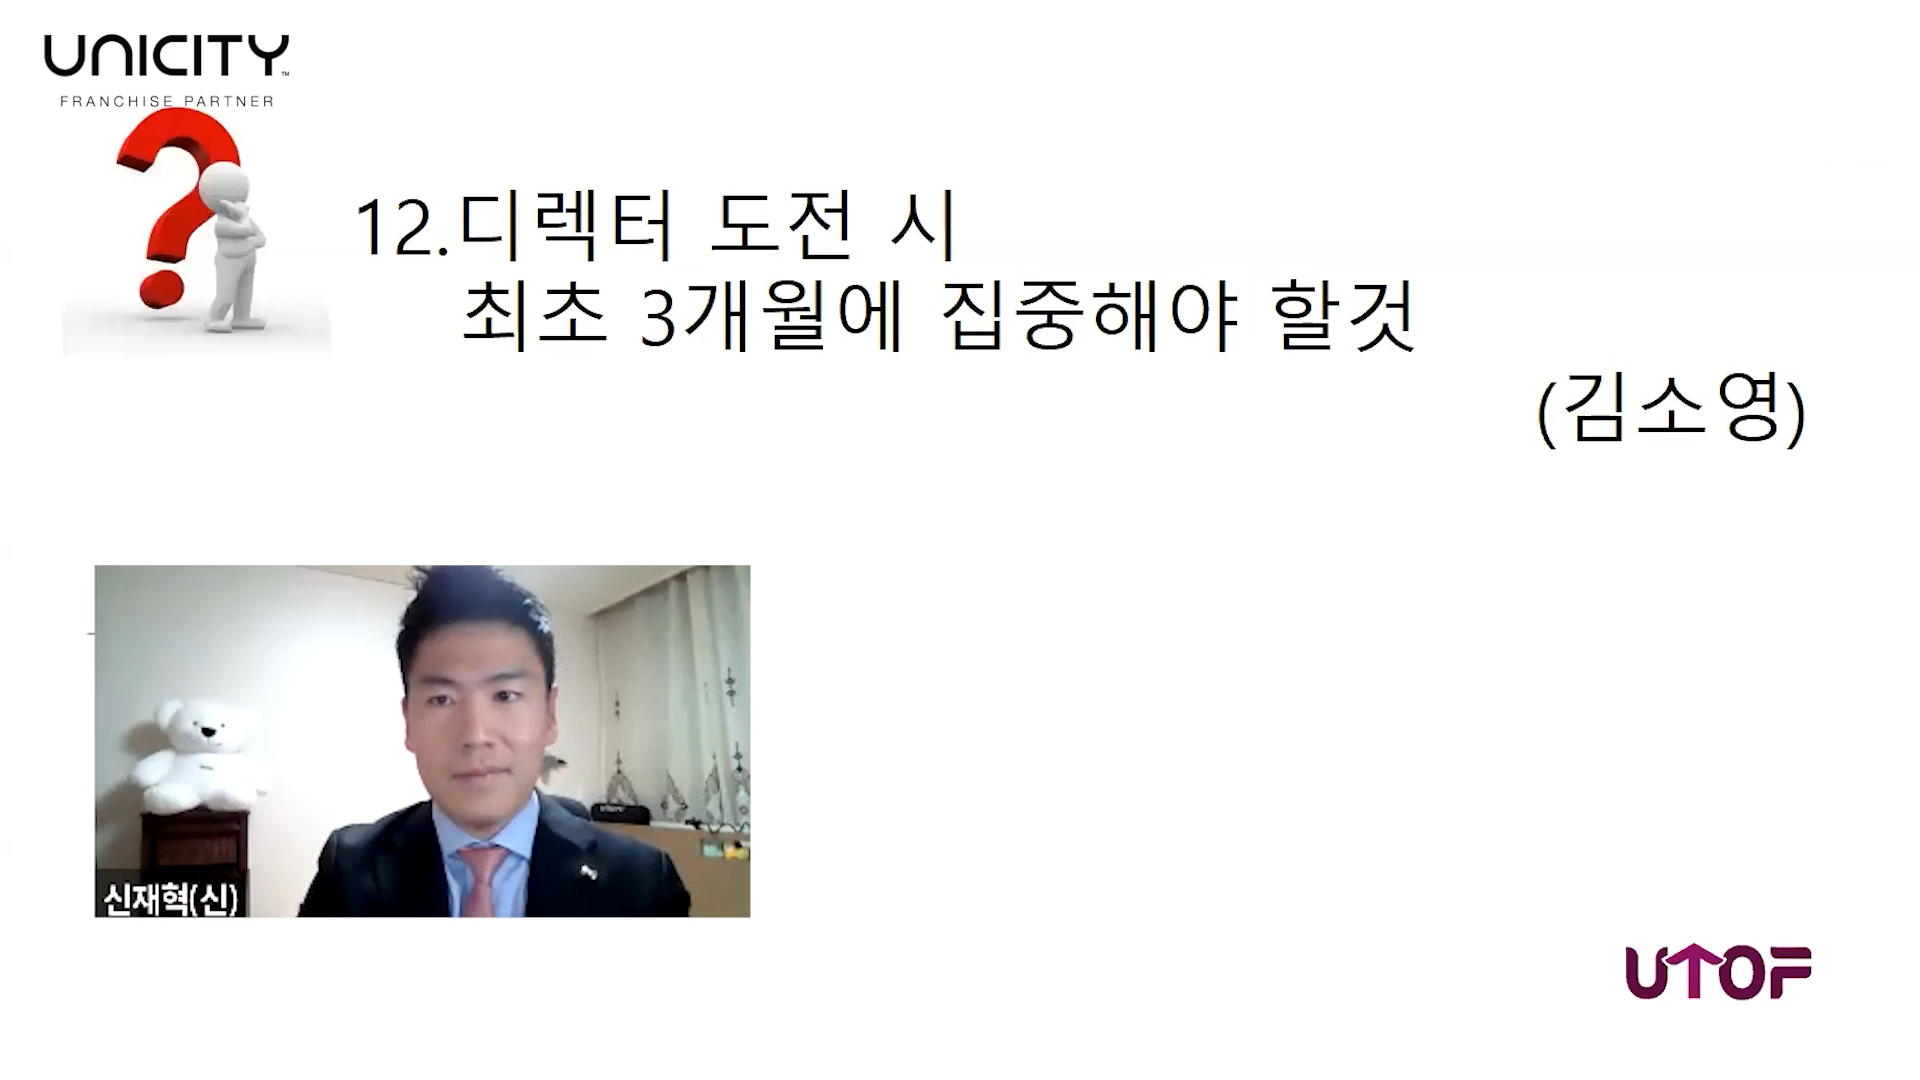 UNICITY™
FRANCHISE PARTNER
12.디렉터 도전 시
최초 3개월에 집중해야 할것
(김소영)
unicity
신재혁(신)
UTOF